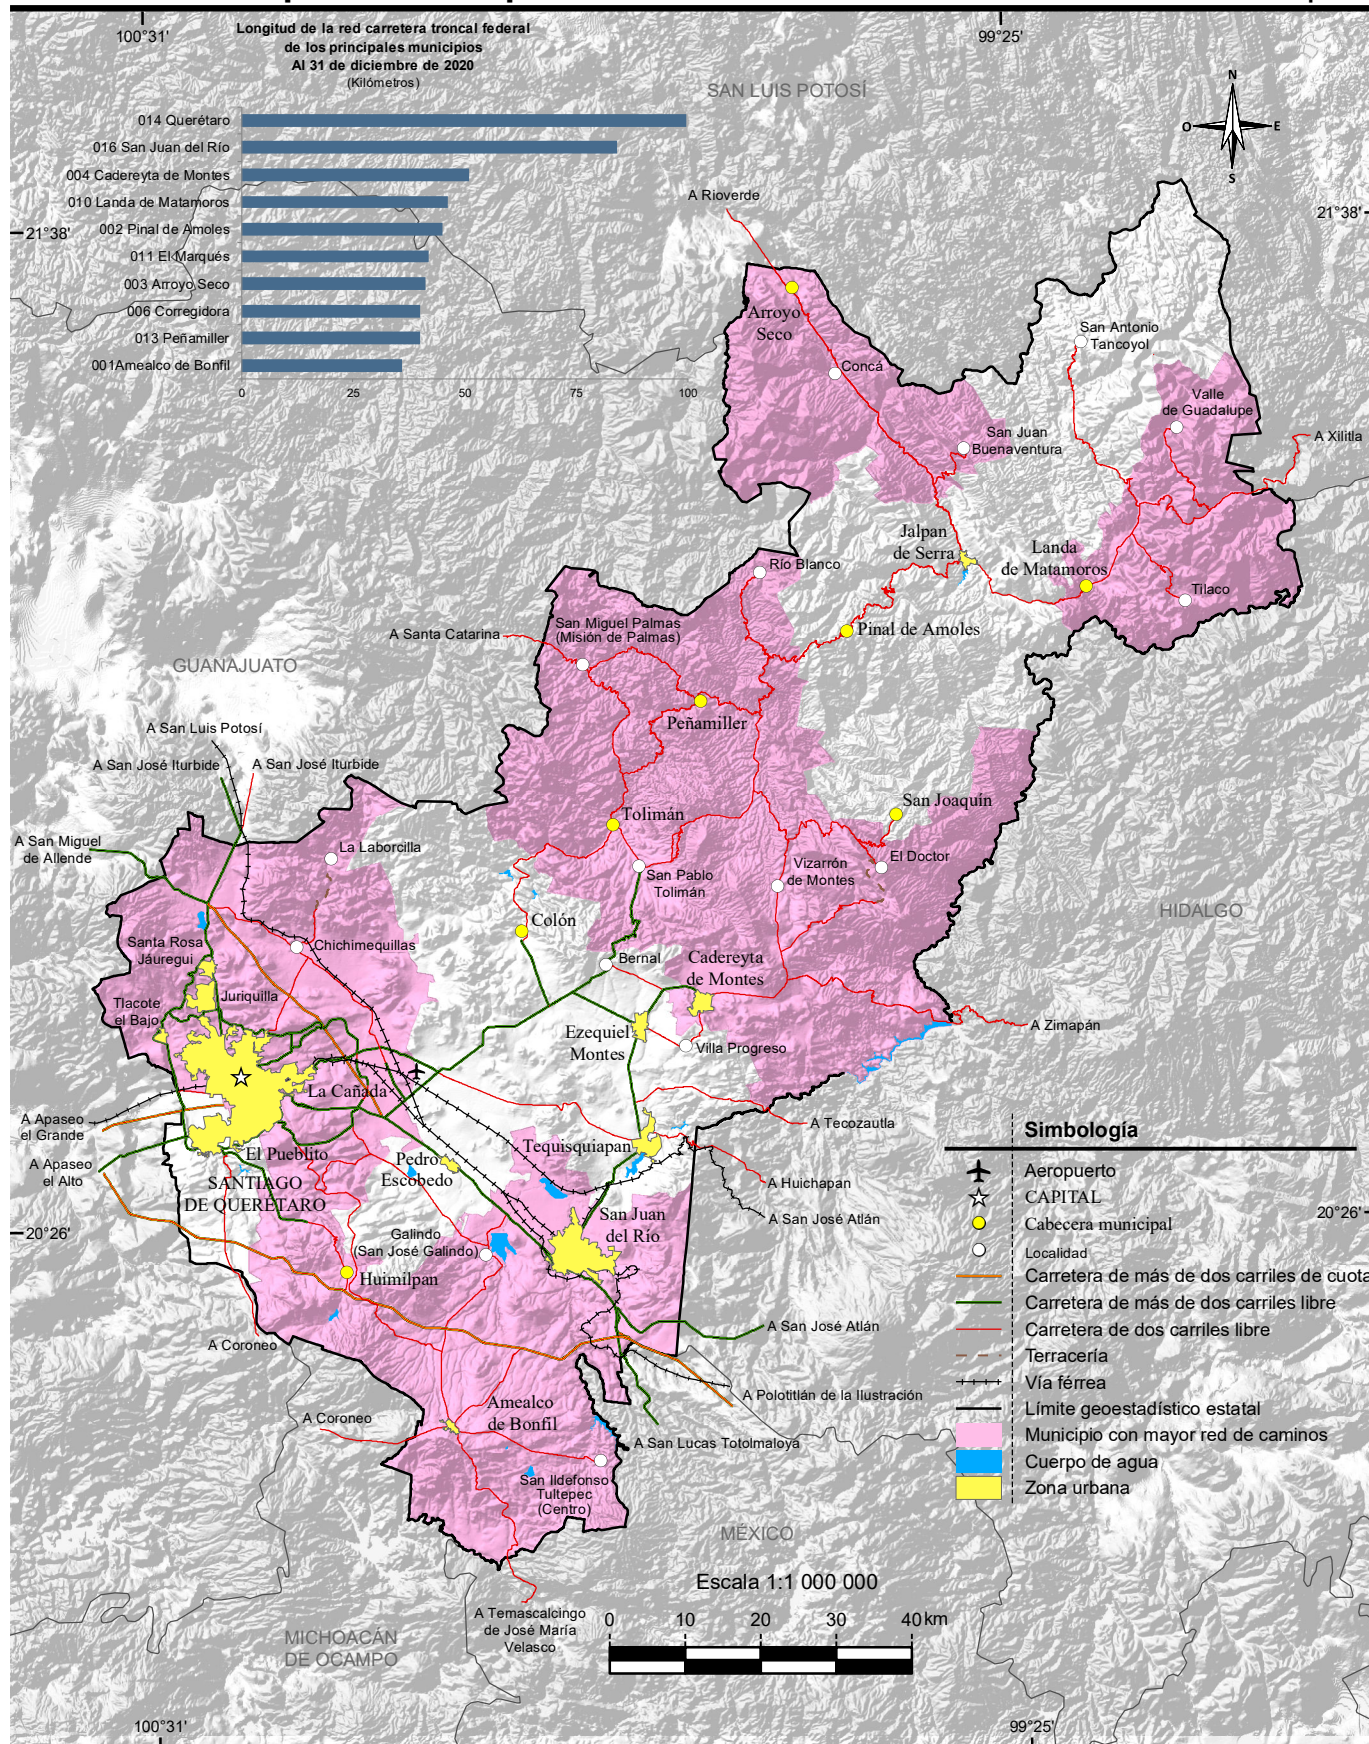 100°31'
99°25'
Longitud de la red carretera troncal federal
de los principales municipios
Al 31 de diciembre de 2020
(Kilómetros)
014 Querétaro
016 San Juan del Río
004 Cadereyta de Montes
010 Landa de Matamoros
002 Pinal de Amoles
011 El Marqués
003 Arroyo Seco
006 Corregidora
013 Peñamiller
001Amealco de Bonfil
0
25
50
75
100
SAN LUIS POTOSÍ
N
O
E
S
21°38'
21°38'
A Rioverde
Arroyo
Seco
Concá
San Juan
Buenaventura
San Antonio
Tancoyol
Valle
de Guadalupe
A Xilitla
Jalpan
de Serra
Landa
de Matamoros
Tilaco
Río Blanco
Pinal de Amoles
A Santa Catarina
San Miguel Palmas
(Misión de Palmas)
Peñamiller
GUANAJUATO
A San Luis Potosí
A San José Iturbide
A San José Iturbide
A San Miguel
de Allende
La Laborcilla
Tolimán
San Pablo
Tolimán
San Joaquín
El Doctor
Vizarrón
de Montes
HIDALGO
Colón
Chichimequillas
Santa Rosa
Jáuregui
Juriquilla
Tlacote
el Bajo
Bernal
Cadereyta
de Montes
Ezequiel
Montes
Villa Progreso
A Zimapán
La Cañada
A Apaseo
el Grande
A Apaseo
el Alto
El Pueblito
SANTIAGO
DE QUERÉTARO
Pedro
Escobedo
Tequisquiapan
A Tecozautla
A Huichapan
A San José Atlán
San Juan
del Río
Galindo
(San José Galindo)
Huimilpan
20°26'
20°26'
A Coroneo
A San José Atlán
A Polotitlán de la Ilustración
A Coroneo
Amealco
de Bonfil
A San Lucas Totolmaloya
San Ildefonso
Tultepec
(Centro)
Simbología
Aeropuerto
CAPITAL
Cabecera municipal
Localidad
Carretera de más de dos carriles de cuota
Carretera de más de dos carriles libre
Carretera de dos carriles libre
Terracería
Vía férrea
Límite geoestadístico estatal
Municipio con mayor red de caminos
Cuerpo de agua
Zona urbana
MÉXICO
Escala 1:1 000 000
0
10
20
30
40 km
A Temascalcingo
de José María
Velasco
MICHOACÁN
DE OCAMPO
100°31'
99°25'